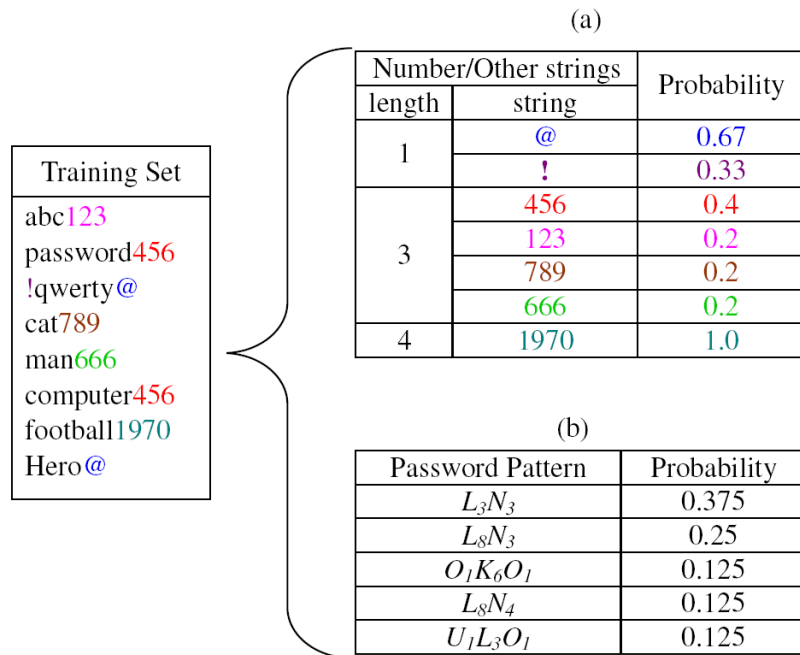 Training Set
abc123
password456
!qwerty@
cat789
man666
computer456
football1970
Hero@
(a)
Number/Other strings Probability
length string
1 @ 0.67
! 0.33
3 456 0.4
123 0.2
789 0.2
666 0.2
4 1970 1.0
(b)
Password Pattern Probability
L₃N₃ 0.375
L₈N₃ 0.25
O₁K₆O₁ 0.125
L₈N₄ 0.125
U₁L₃O₁ 0.125